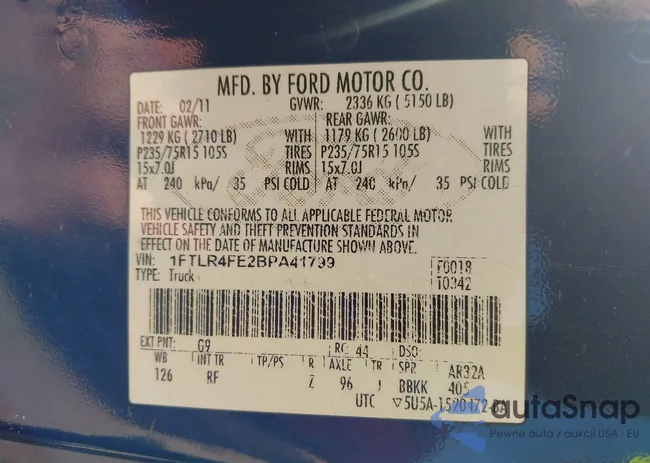 MFD. BY FORD MOTOR CO.
DATE: 02/11 GVWR: 2336 KG ( 5150 LB)
FRONT GAWR: REAR GAWR:
1229 KG ( 2710 LB) WITH 1179 KG ( 2600 LB) WITH
P235/75R15 105S TIRES P235/75R15 105S TIRES
15x7.0J RIMS 15x7.0J RIMS
AT 240 kPa/ 35 PSI COLD AT 240 kPa/ 35 PSI COLD
THIS VEHICLE CONFORMS TO ALL APPLICABLE FEDERAL MOTOR
VEHICLE SAFETY AND THEFT PREVENTION STANDARDS IN
EFFECT ON THE DATE OF MANUFACTURE SHOWN ABOVE.
VIN: 1FTLR4FE2BPA41799
TYPE: Truck
F0018
10342
EXT PNT: G9 RC: 44 DSO:
WB INT TR TP/PS R AXLE TR SPR AR32A
126 RF Z 96 J BBKK 405
UTC
autaSnap
Pewne auta z aukcji USA i EU